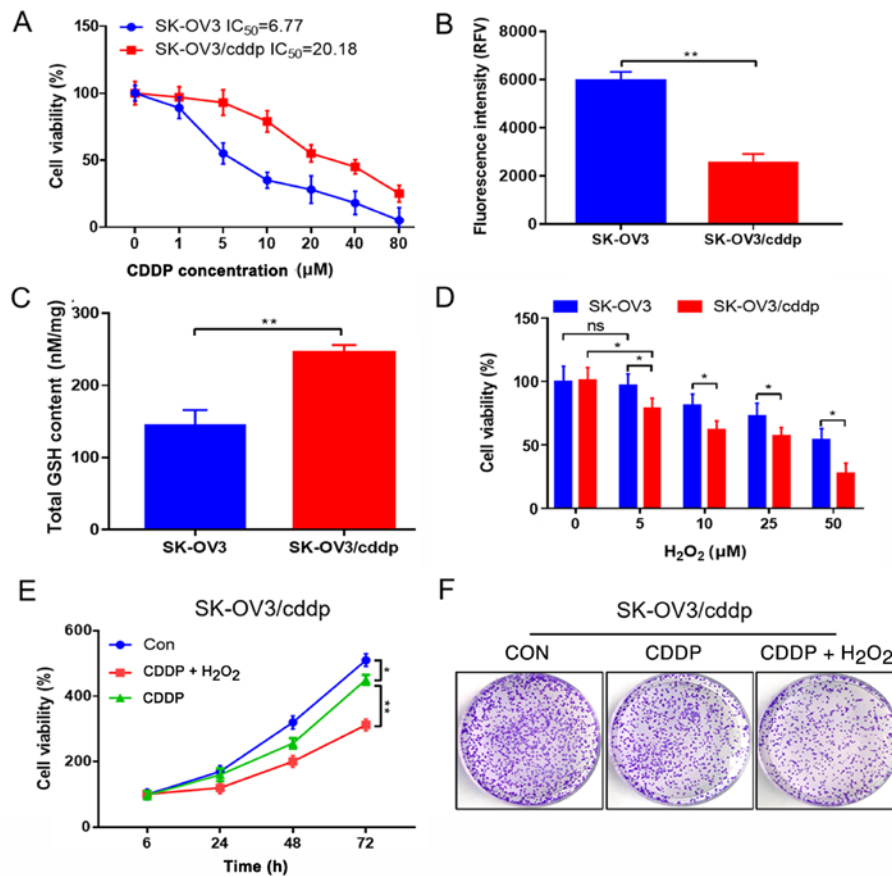 A
SK-OV3 IC50=6.77
SK-OV3/cddp IC50=20.18
Cell viability (%)
150
100
50
0
0 1 5 10 20 40 80
CDDP concentration (μM)
B
Fluorescence intensity (RFV)
8000
6000
4000
2000
0
**
SK-OV3 SK-OV3/cddp
C
Total GSH content (nM/mg)
300
200
100
0
**
SK-OV3 SK-OV3/cddp
D
SK-OV3 SK-OV3/cddp
Cell viability (%)
150
100
50
0
ns
*
*
*
*
*
0 5 10 25 50
H₂O₂ (μM)
E
SK-OV3/cddp
Con
CDDP + H₂O₂
CDDP
Cell viability (%)
600
400
200
0
*
**
6 24 48 72
Time (h)
F
SK-OV3/cddp
CON CDDP CDDP + H₂O₂